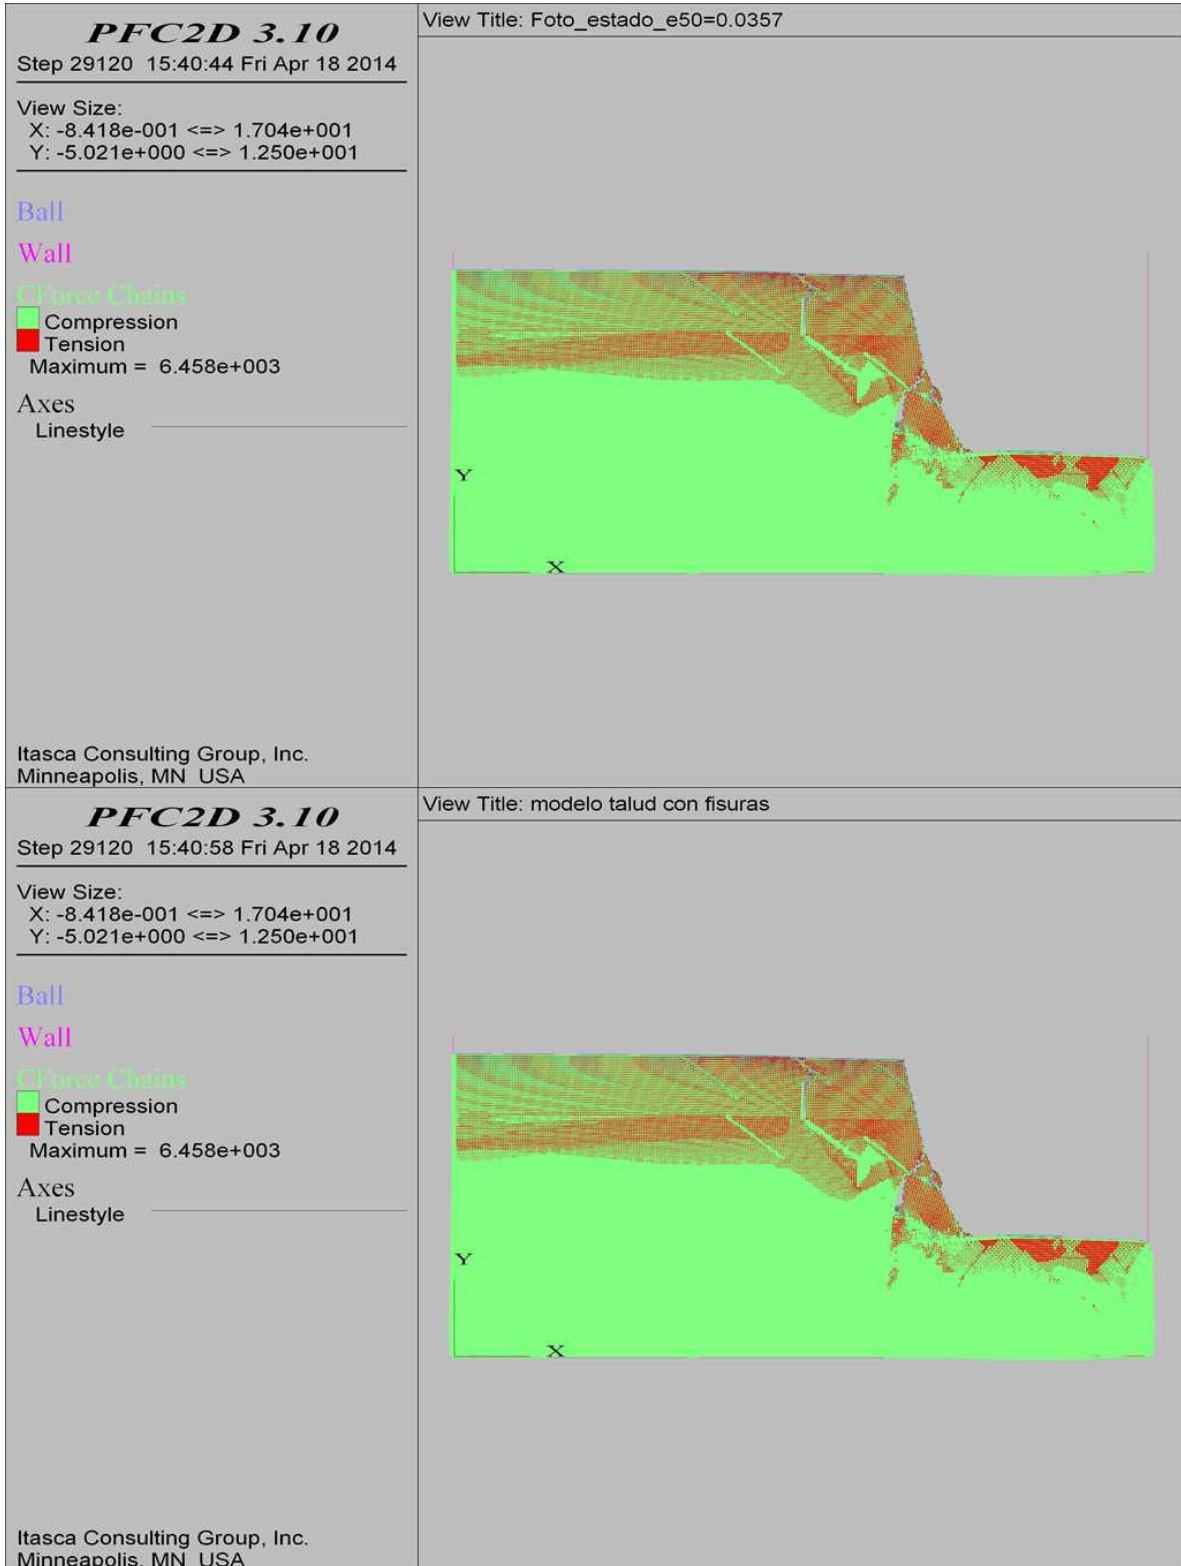 PFC2D 3.10
Step 29120 15:40:44 Fri Apr 18 2014
View Size:
X: -8.418e-001 <=> 1.704e+001
Y: -5.021e+000 <=> 1.250e+001
Ball
Wall
CForce Chains
Compression
Tension
Maximum = 6.458e+003
Axes
Linestyle
Itasca Consulting Group, Inc.
Minneapolis, MN USA
View Title: Foto_estado_e50=0.0357
Y
X
PFC2D 3.10
Step 29120 15:40:58 Fri Apr 18 2014
View Size:
X: -8.418e-001 <=> 1.704e+001
Y: -5.021e+000 <=> 1.250e+001
Ball
Wall
CForce Chains
Compression
Tension
Maximum = 6.458e+003
Axes
Linestyle
Itasca Consulting Group, Inc.
Minneapolis, MN USA
View Title: modelo talud con fisuras
Y
X